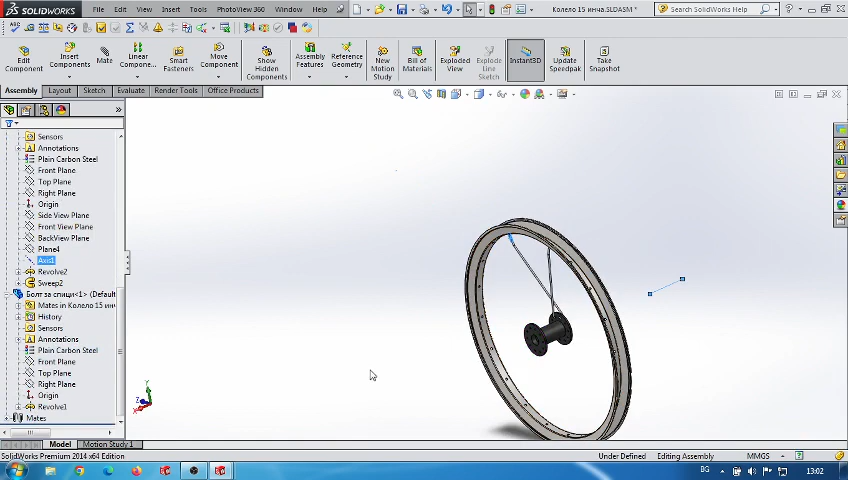 SOLIDWORKS File Edit View Insert Tools PhotoView 360 Window Help Колело 15 инча.SLDASM Search SolidWorks Help
Edit Component Insert Components Mate Linear Compone... Smart Fasteners Move Component Show Hidden Components Assembly Features Reference Geometry New Motion Study Bill of Materials Exploded View Explode Line Sketch Instant3D Update Speedpak Take Snapshot
Assembly Layout Sketch Evaluate Render Tools Office Products
Sensors
Annotations
Plain Carbon Steel
Front Plane
Top Plane
Right Plane
Origin
Side View Plane
Front View Plane
BackView Plane
Plane4
Axis1
Revolve2
Sweep2
Болт за спици<1> (Default
Mates in Колело 15 инч
History
Sensors
Annotations
Plain Carbon Steel
Front Plane
Top Plane
Right Plane
Origin
Revolve1
Mates
Y
Z
X
Model Motion Study 1
SolidWorks Premium 2014 x64 Edition Under Defined Editing Assembly MMGS
BG 13:02